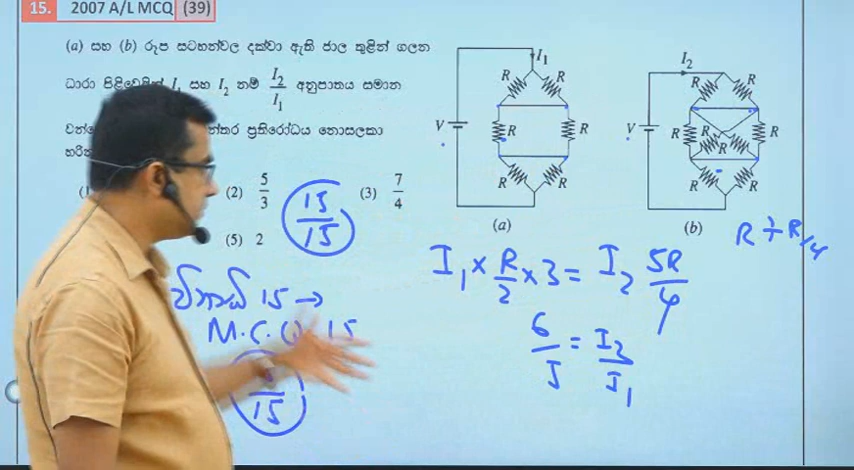 15. 2007 A/L MCQ (39)
(a) සහ (b) රූප සටහන්වල දක්වා ඇති ජාල තුළින් ගලන
ධාරා පිළිවෙළින් I₁ සහ I₂ නම් I₂/I₁ අනුපාතය සමාන
ප්‍රතිරෝධය නොසලකා
(2) 5/3
(3) 7/4
(5) 2
15/15
15 →
M.C.Q 15
15
V
I₁
R
R
R
R
R
R
(a)
V
I₂
R
R
R
R
R
R
R
(b)
R + R/4
I₁ × R/2 × 3 = I₂ 5R/4
6/5 = I₂/I₁